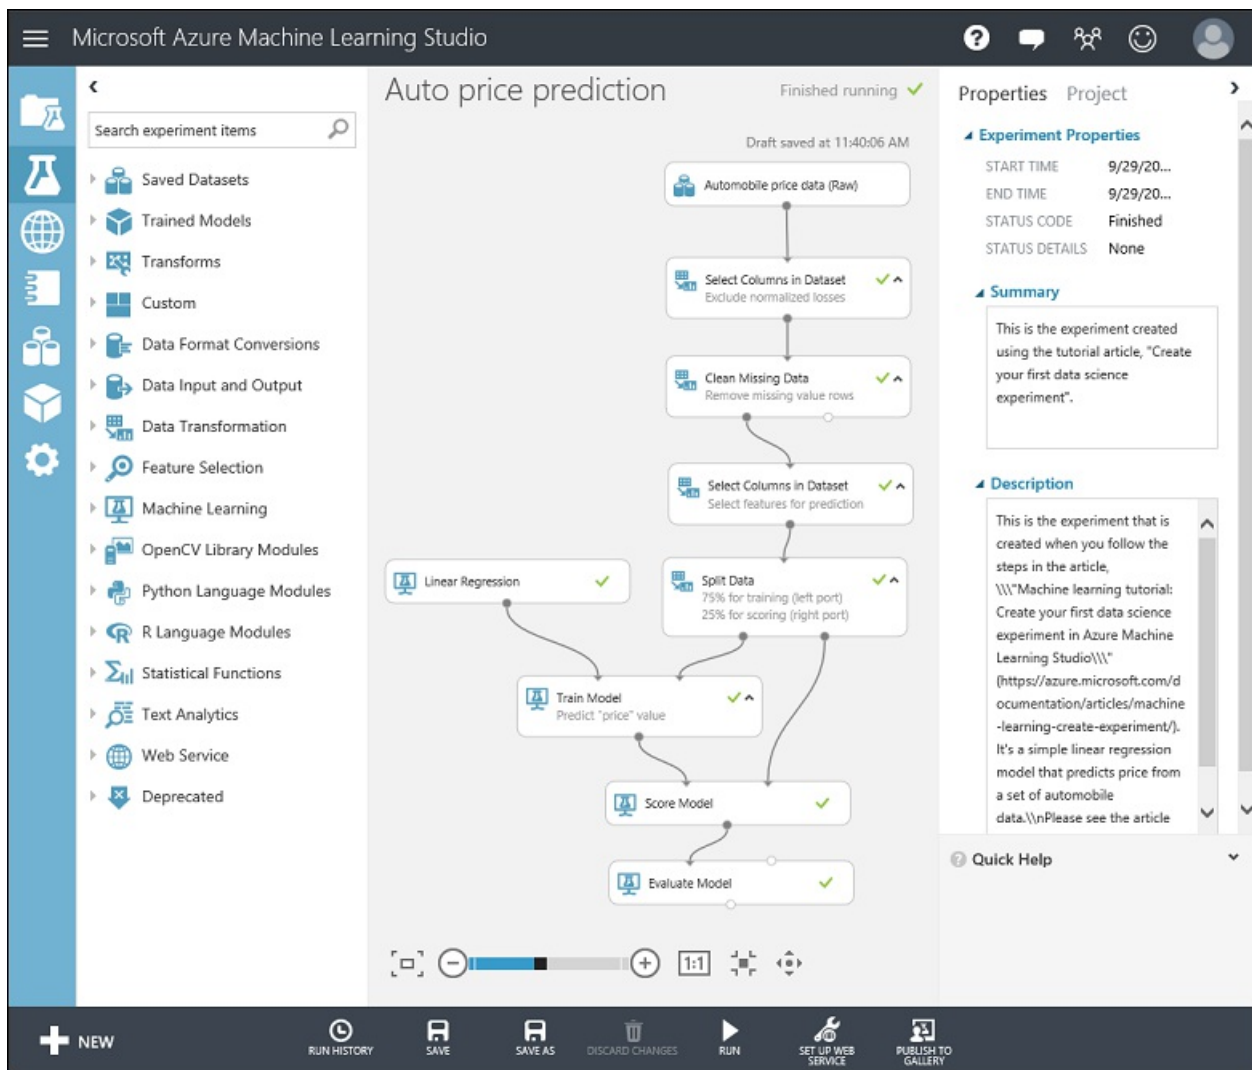 Microsoft Azure Machine Learning Studio
Search experiment items
Saved Datasets
Trained Models
Transforms
Custom
Data Format Conversions
Data Input and Output
Data Transformation
Feature Selection
Machine Learning
OpenCV Library Modules
Python Language Modules
R Language Modules
Statistical Functions
Text Analytics
Web Service
Deprecated
Auto price prediction
Finished running
Draft saved at 11:40:06 AM
Automobile price data (Raw)
Select Columns in Dataset
Exclude normalized losses
Clean Missing Data
Remove missing value rows
Select Columns in Dataset
Select features for prediction
Linear Regression
Split Data
75% for training (left port)
25% for scoring (right port)
Train Model
Predict "price" value
Score Model
Evaluate Model
1:1
Properties Project
Experiment Properties
START TIME 9/29/20...
END TIME 9/29/20...
STATUS CODE Finished
STATUS DETAILS None
Summary
This is the experiment created
using the tutorial article, "Create
your first data science
experiment".
Description
This is the experiment that is
created when you follow the
steps in the article,
\\\"Machine learning tutorial:
Create your first data science
experiment in Azure Machine
Learning Studio\\\"
(https://azure.microsoft.com/d
ocumentation/articles/machine
-learning-create-experiment/).
It's a simple linear regression
model that predicts price from
a set of automobile
data.\\nPlease see the article
Quick Help
NEW
RUN HISTORY
SAVE
SAVE AS
DISCARD CHANGES
RUN
SET UP WEB
SERVICE
PUBLISH TO
GALLERY